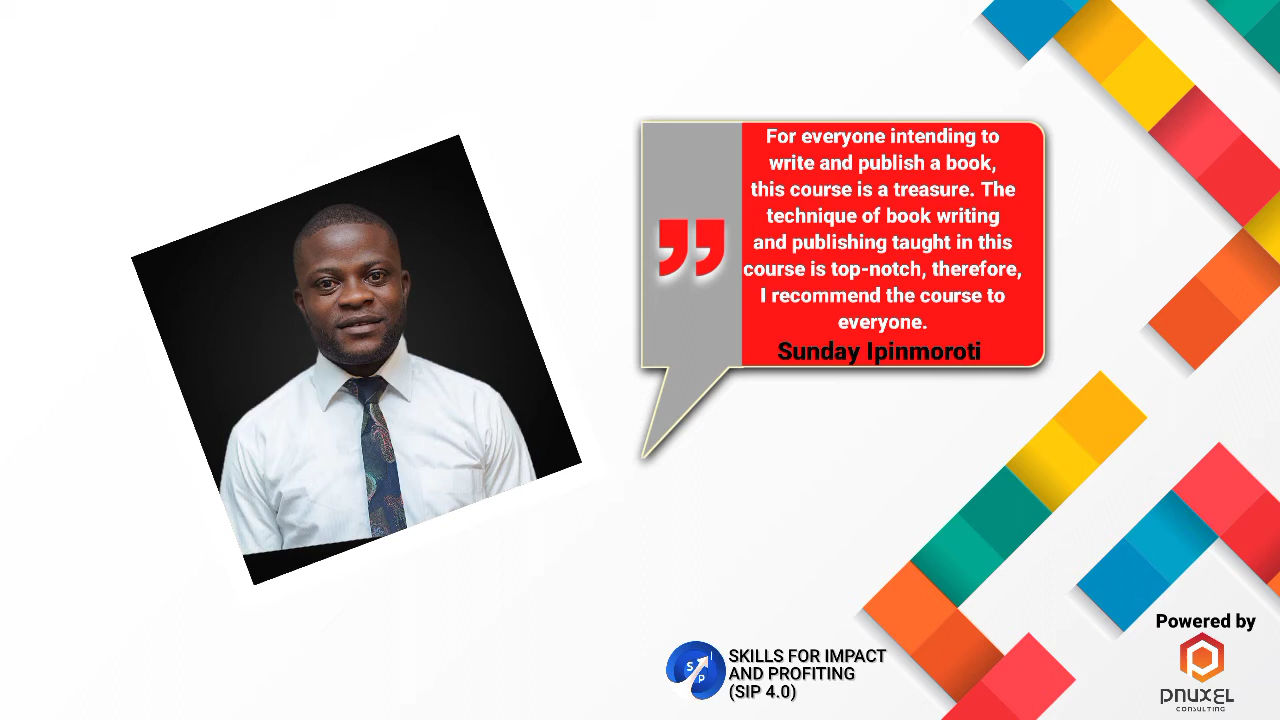 For everyone intending to
write and publish a book,
this course is a treasure. The
technique of book writing
and publishing taught in this
course is top-notch, therefore,
I recommend the course to
everyone.
Sunday Ipinmoroti
SKILLS FOR IMPACT
AND PROFITING
(SIP 4.0)
S
P
Powered by
PNUXEL
CONSULTING